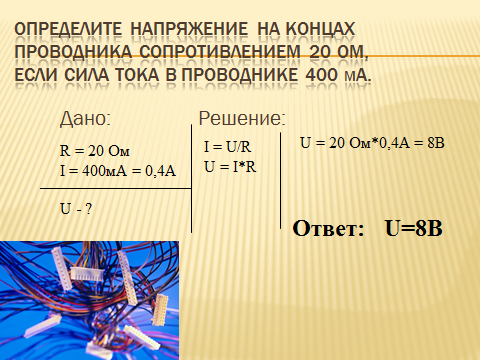 ОПРЕДЕЛИТЕ НАПРЯЖЕНИЕ НА КОНЦАХ
ПРОВОДНИКА СОПРОТИВЛЕНИЕМ 20 ОМ,
ЕСЛИ СИЛА ТОКА В ПРОВОДНИКЕ 400 МА.
Дано:
R = 20 Ом
I = 400мА = 0,4А
U - ?
Решение:
I = U/R
U = I*R
U = 20 Ом*0,4А = 8В
Ответ: U=8В